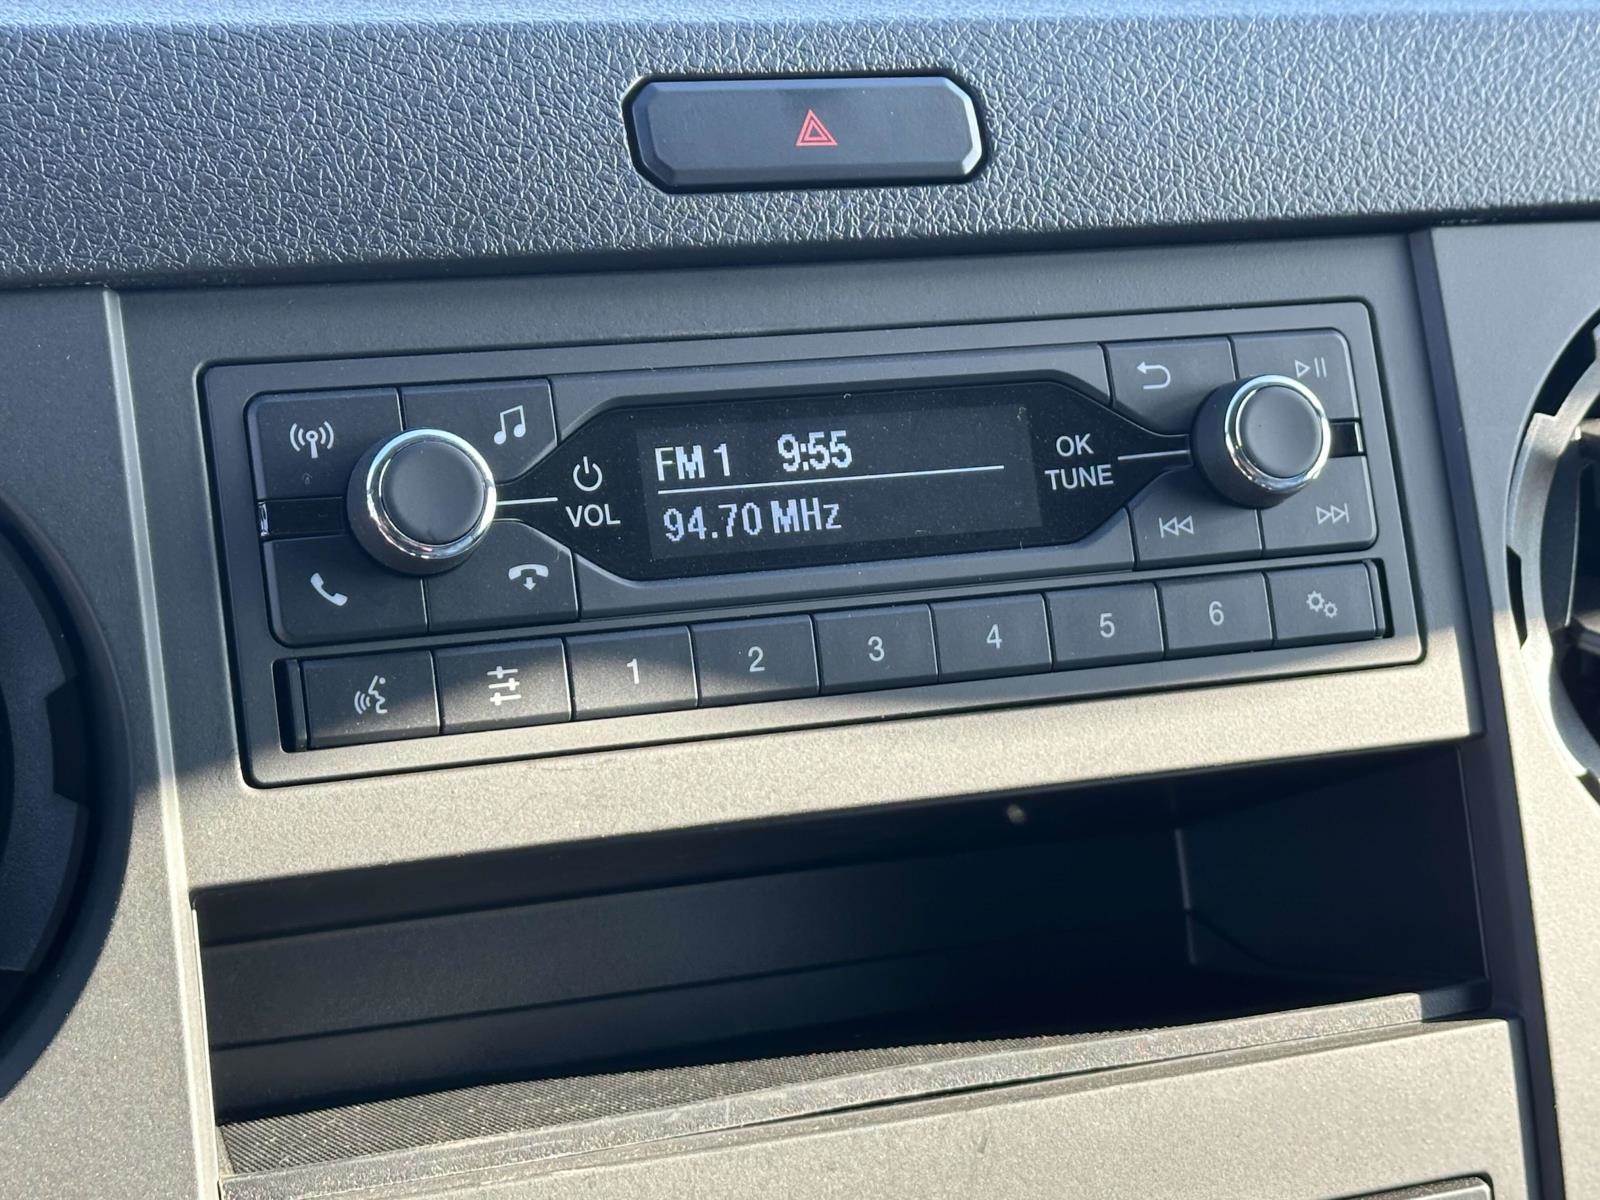 FM 1 9:55
94.70 MHz
VOL
OK
TUNE
1 2 3 4 5 6